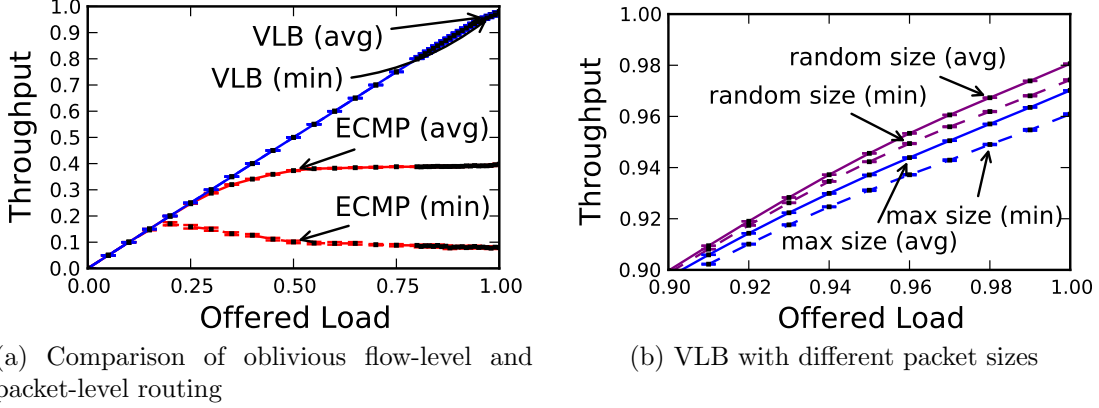 1.0
0.9
0.8
0.7
0.6
0.5
0.4
0.3
0.2
0.1
0.0
Throughput
VLB (avg)
VLB (min)
ECMP (avg)
ECMP (min)
0.00 0.25 0.50 0.75 1.00
Offered Load
(a) Comparison of oblivious flow-level and
packet-level routing
1.00
0.98
0.96
0.94
0.92
0.90
Throughput
random size (avg)
random size (min)
max size (min)
max size (avg)
0.90 0.92 0.94 0.96 0.98 1.00
Offered Load
(b) VLB with different packet sizes